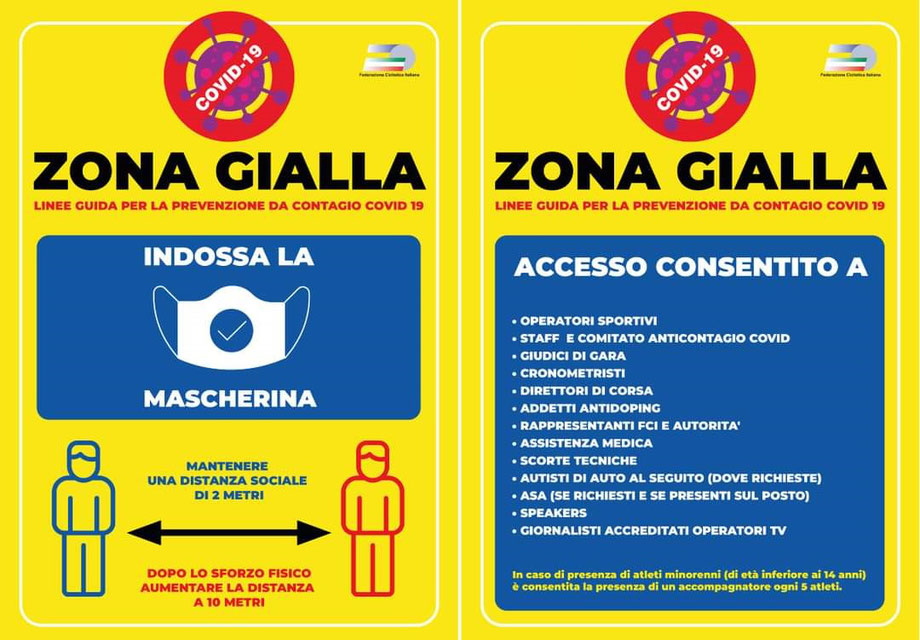 COVID-19
Federazione Ciclistica Italiana
ZONA GIALLA
LINEE GUIDA PER LA PREVENZIONE DA CONTAGIO COVID 19
INDOSSA LA
MASCHERINA
MANTENERE
UNA DISTANZA SOCIALE
DI 2 METRI
DOPO LO SFORZO FISICO
AUMENTARE LA DISTANZA
A 10 METRI
COVID-19
Federazione Ciclistica Italiana
ZONA GIALLA
LINEE GUIDA PER LA PREVENZIONE DA CONTAGIO COVID 19
ACCESSO CONSENTITO A
• OPERATORI SPORTIVI
• STAFF E COMITATO ANTICONTAGIO COVID
• GIUDICI DI GARA
• CRONOMETRISTI
• DIRETTORI DI CORSA
• ADDETTI ANTIDOPING
• RAPPRESENTANTI FCI E AUTORITA'
• ASSISTENZA MEDICA
• SCORTE TECNICHE
• AUTISTI DI AUTO AL SEGUITO (DOVE RICHIESTE)
• ASA (SE RICHIESTI E SE PRESENTI SUL POSTO)
• SPEAKERS
• GIORNALISTI ACCREDITATI OPERATORI TV
In caso di presenza di atleti minorenni (di età inferiore ai 14 anni)
è consentita la presenza di un accompagnatore ogni 5 atleti.